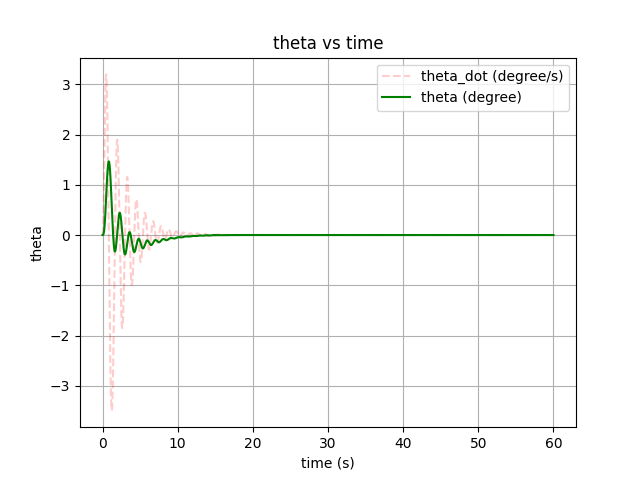 theta vs time
theta_dot (degree/s)
theta (degree)
3
2
1
0
−1
−2
−3
theta
0
10
20
30
40
50
60
time (s)